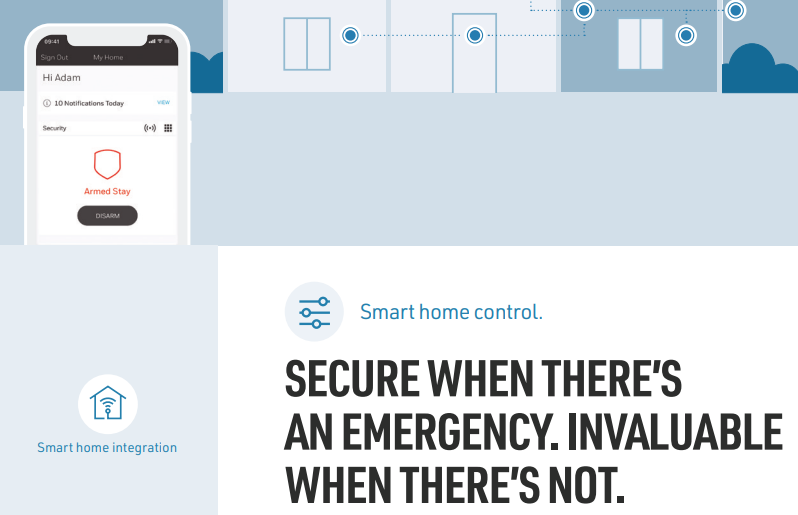 09:41
Sign Out My Home
Hi Adam
10 Notifications Today VIEW
Security
Armed Stay
DISARM
Smart home integration
Smart home control.
SECURE WHEN THERE'S
AN EMERGENCY. INVALUABLE
WHEN THERE'S NOT.